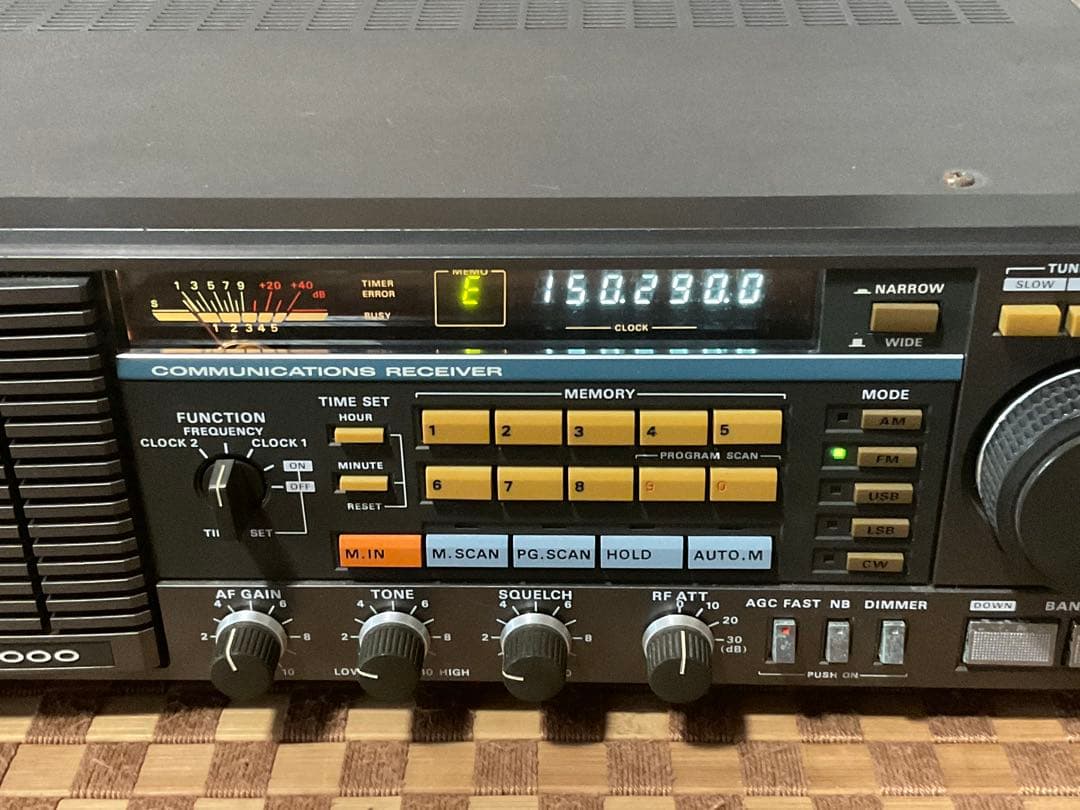 S 1 3 5 7 9 +20 +40 dB
1 2 3 4 5
TIMER
ERROR
BUSY
MEMO
E
150.290.0
CLOCK
NARROW
WIDE
SLOW
COMMUNICATIONS RECEIVER
FUNCTION
FREQUENCY
CLOCK 2
CLOCK 1
ON
OFF
SET
TIME SET
HOUR
MINUTE
RESET
MEMORY
1 2 3 4 5
PROGRAM SCAN
6 7 8 9 0
M.IN
M.SCAN
PG.SCAN
HOLD
AUTO.M
MODE
AM
FM
USB
LSB
CW
AF GAIN
2 4 6 8 10
TONE
2 4 6 8
LOW
10 HIGH
SQUELCH
2 4 6 8
RF ATT
0 10 20 30
(dB)
AGC FAST NB DIMMER
PUSH ON
DOWN
000